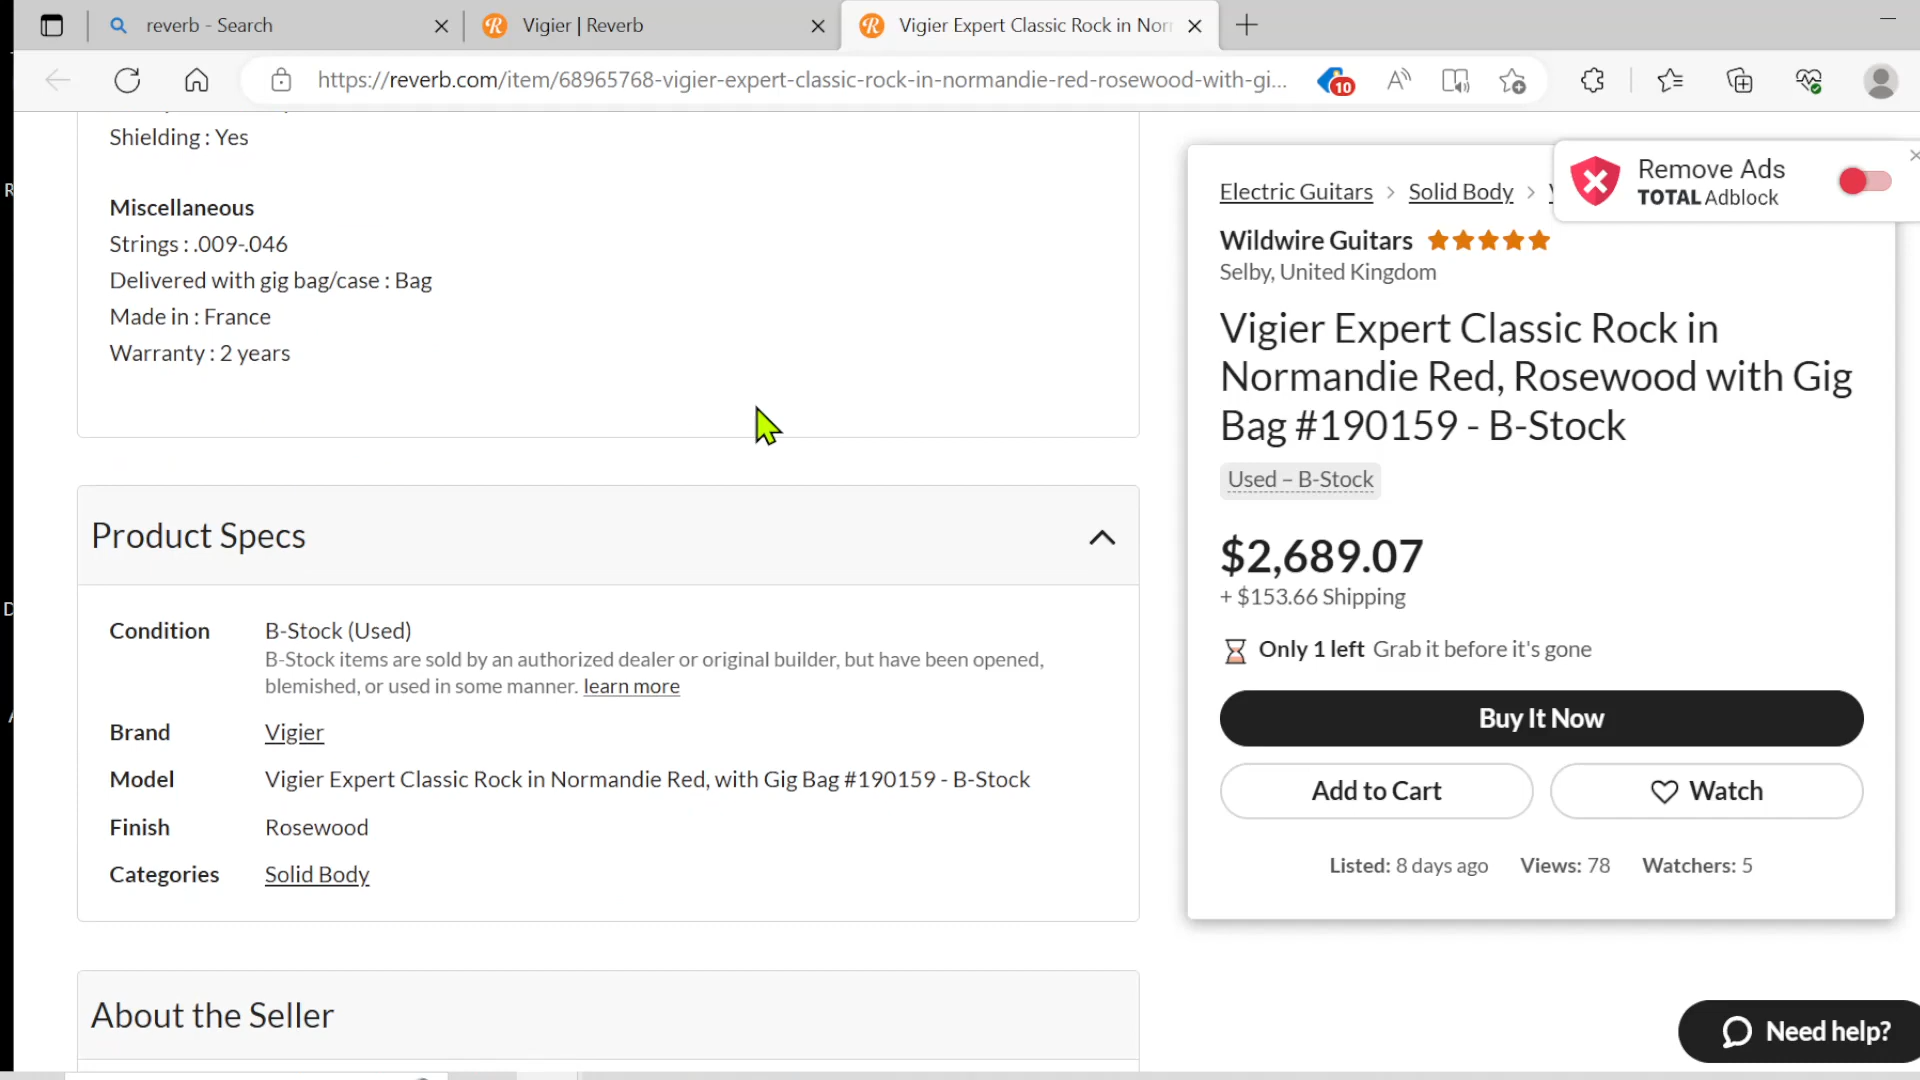 reverb - Search
Vigier | Reverb
Vigier Expert Classic Rock in Nor
https://reverb.com/item/68965768-vigier-expert-classic-rock-in-normandie-red-rosewood-with-gi...
10
Shielding : Yes
Miscellaneous
Strings : .009-.046
Delivered with gig bag/case : Bag
Made in : France
Warranty : 2 years
Product Specs
Condition
B-Stock (Used)
B-Stock items are sold by an authorized dealer or original builder, but have been opened,
blemished, or used in some manner. learn more
Brand Vigier
Model Vigier Expert Classic Rock in Normandie Red, with Gig Bag #190159 - B-Stock
Finish Rosewood
Categories Solid Body
About the Seller
Remove Ads
TOTAL Adblock
Electric Guitars > Solid Body >
Wildwire Guitars
Selby, United Kingdom
Vigier Expert Classic Rock in
Normandie Red, Rosewood with Gig
Bag #190159 - B-Stock
Used – B-Stock
$2,689.07
+ $153.66 Shipping
Only 1 left Grab it before it's gone
Buy It Now
Add to Cart
Watch
Listed: 8 days ago Views: 78 Watchers: 5
Need help?